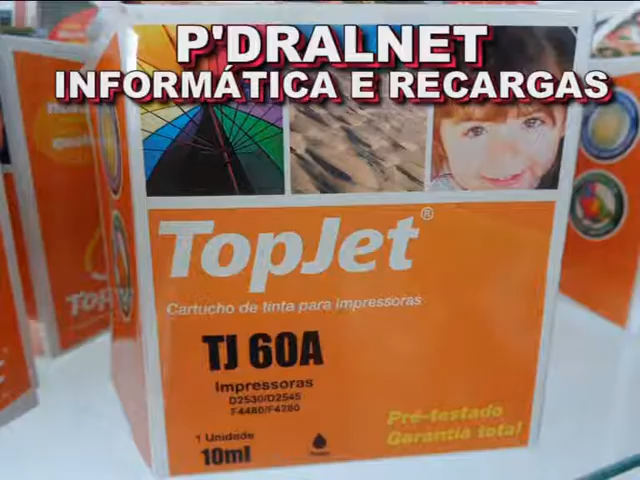 P'DRALNET
INFORMÁTICA E RECARGAS
TopJet®
Cartucho de tinta para impressoras
TJ 60A
Impressoras
D2530/D2545
F4480/F4280
1 Unidade
10ml
Pré-testado
Garantia total